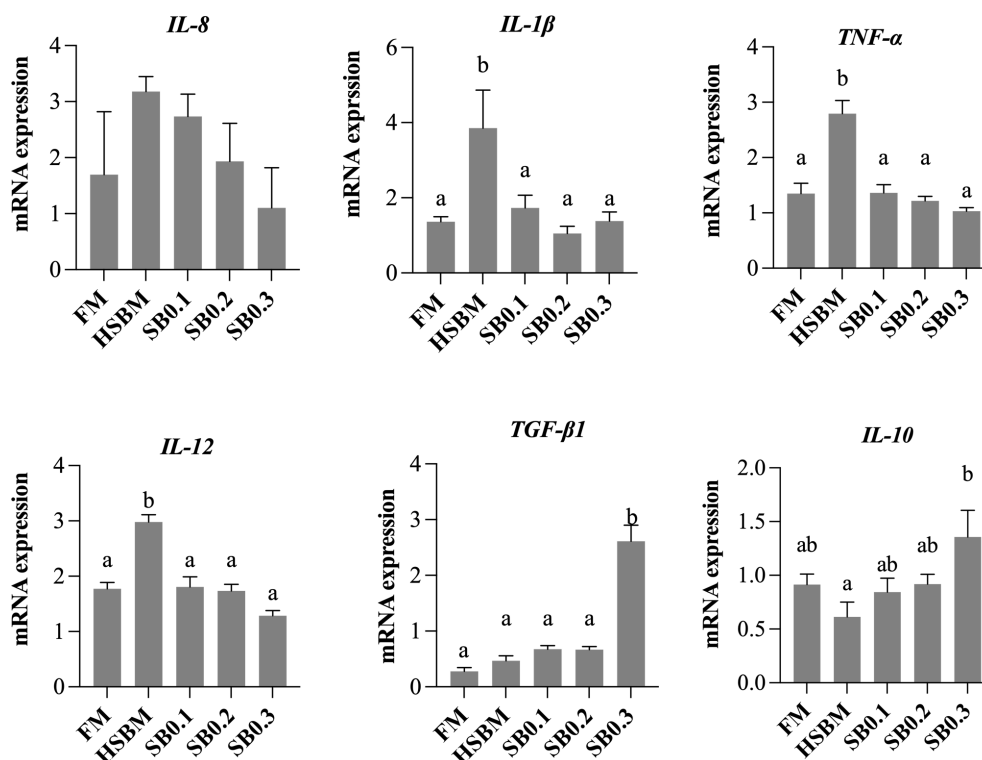 IL-8
mRNA expression
4
3
2
1
0
FM
HSBM
SB0.1
SB0.2
SB0.3
IL-1β
mRNA exprssion
6
4
2
0
b
a
a
a
a
FM
HSBM
SB0.1
SB0.2
SB0.3
TNF-α
mRNA expression
4
3
2
1
0
a
b
a
a
a
FM
HSBM
SB0.1
SB0.2
SB0.3
IL-12
mRNA expression
4
3
2
1
0
a
b
a
a
a
FM
HSBM
SB0.1
SB0.2
SB0.3
TGF-β1
mRNA expression
4
3
2
1
0
a
a
a
a
b
FM
HSBM
SB0.1
SB0.2
SB0.3
IL-10
mRNA expression
2.0
1.5
1.0
0.5
0.0
ab
a
ab
ab
b
FM
HSBM
SB0.1
SB0.2
SB0.3